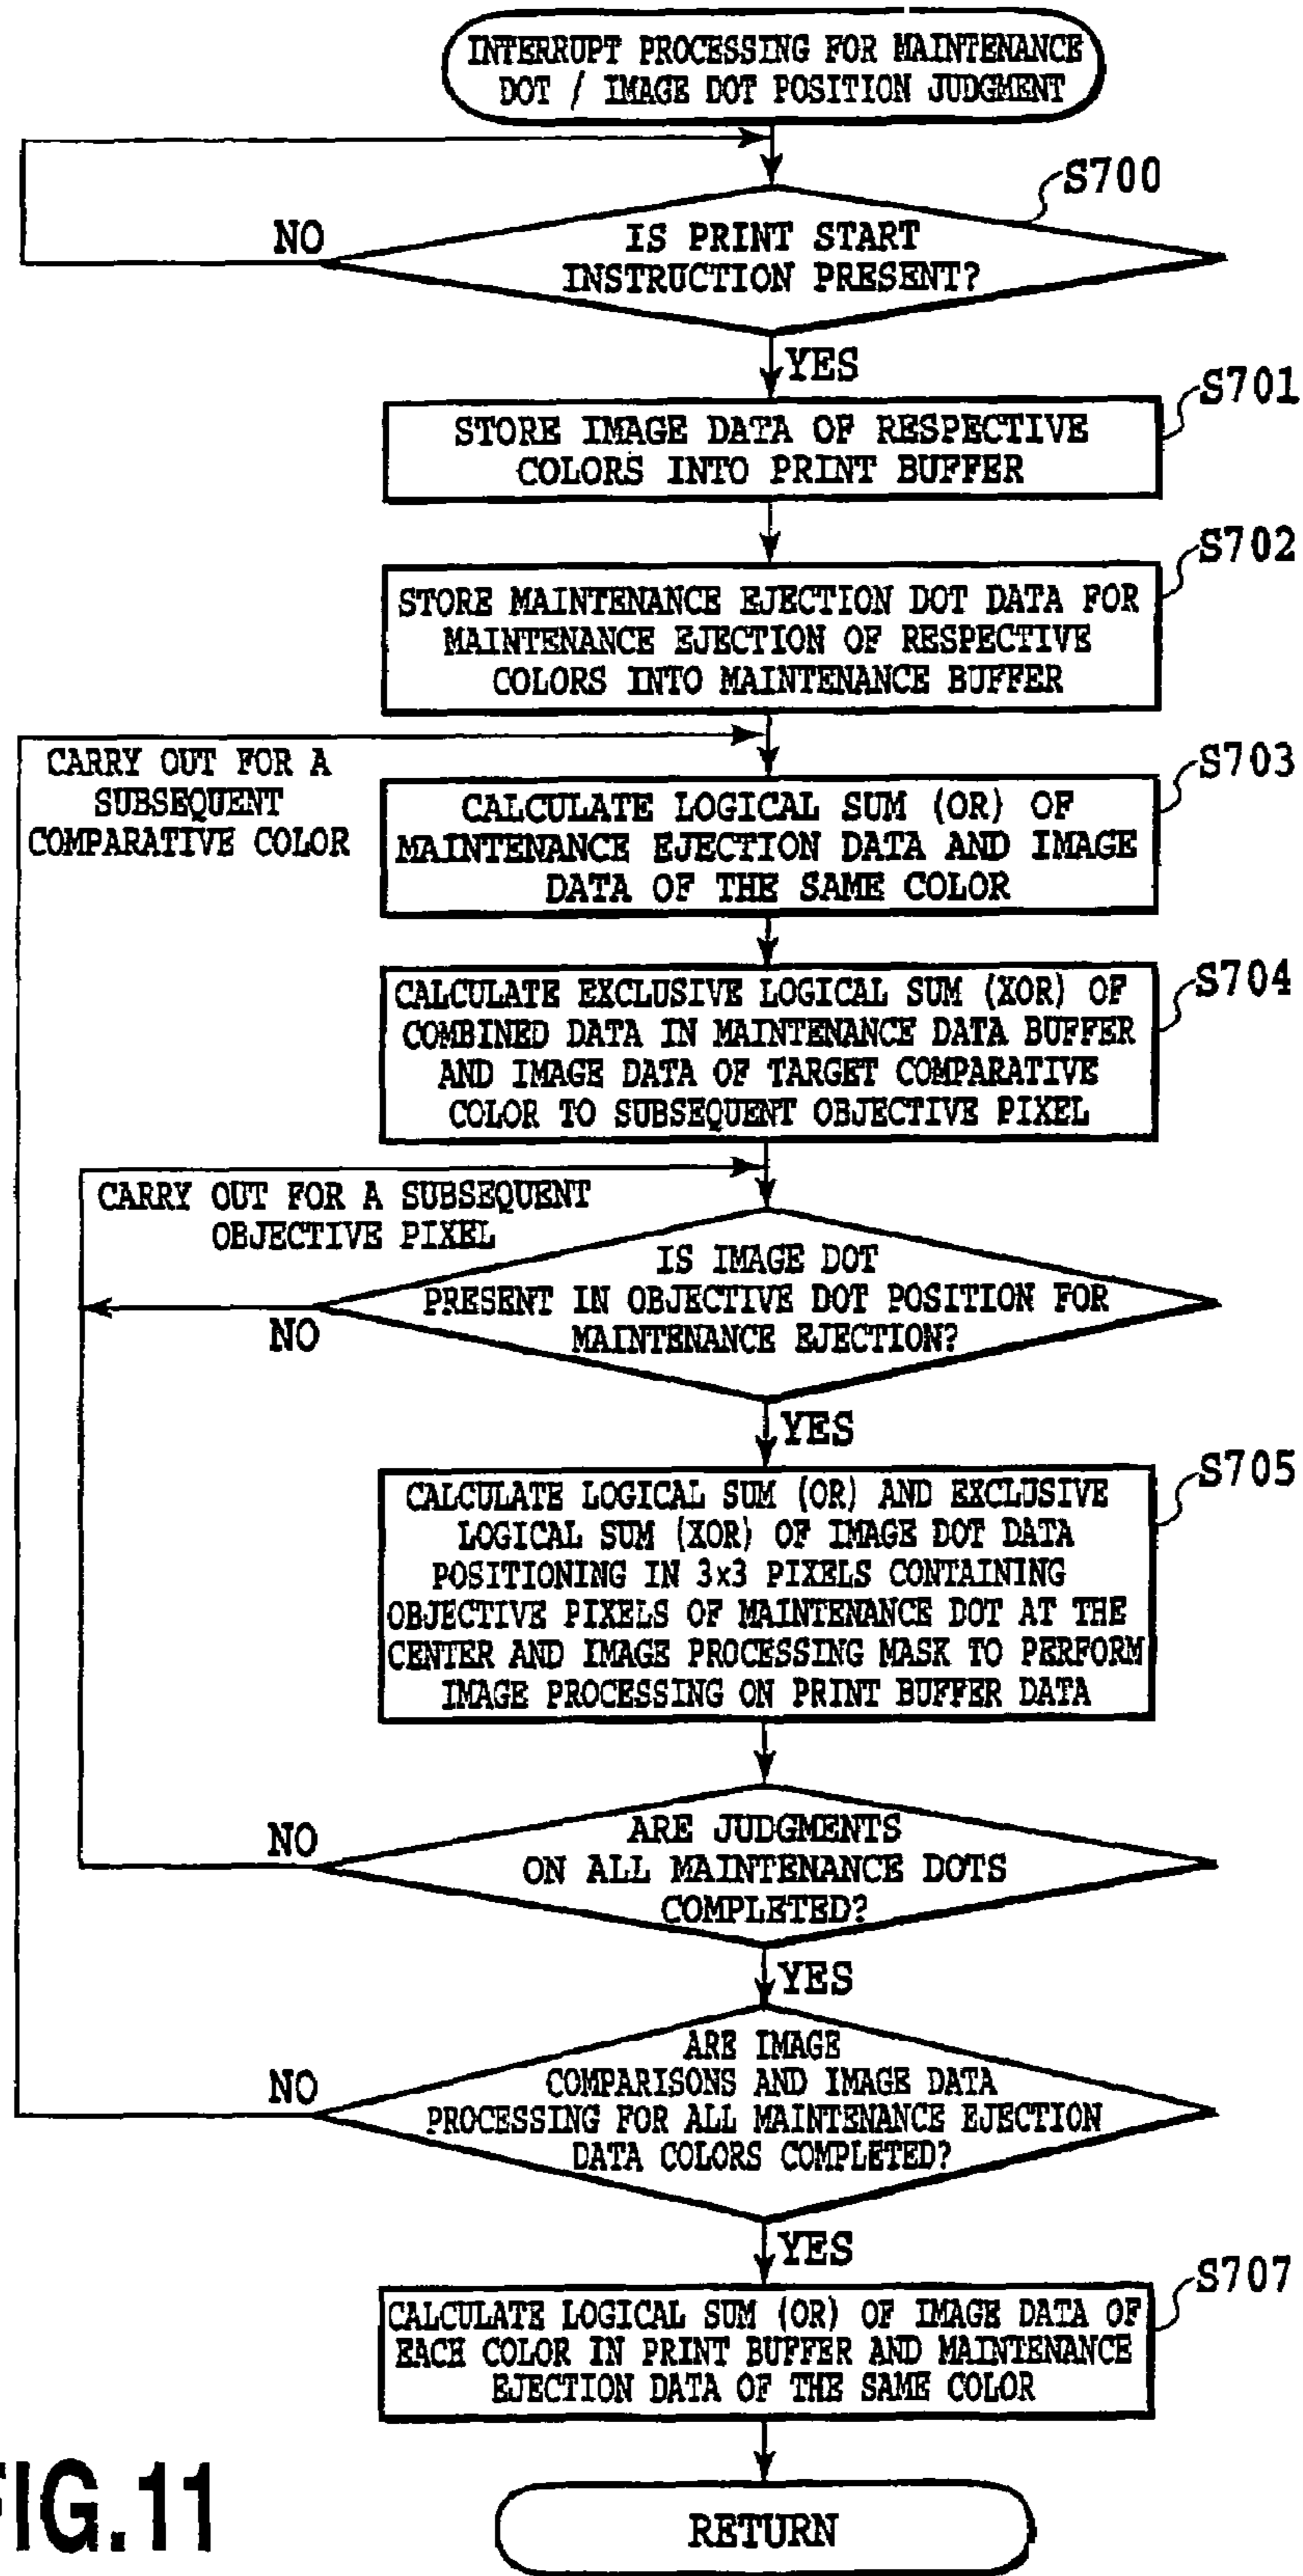 INTERRUPT PROCESSING FOR MAINTENANCE
DOT / IMAGE DOT POSITION JUDGMENT
S700
NO
IS PRINT START
INSTRUCTION PRESENT?
YES
S701
STORE IMAGE DATA OF RESPECTIVE
COLORS INTO PRINT BUFFER
S702
STORE MAINTENANCE EJECTION DOT DATA FOR
MAINTENANCE EJECTION OF RESPECTIVE
COLORS INTO MAINTENANCE BUFFER
CARRY OUT FOR A
SUBSEQUENT
COMPARATIVE COLOR
S703
CALCULATE LOGICAL SUM (OR) OF
MAINTENANCE EJECTION DATA AND IMAGE
DATA OF THE SAME COLOR
S704
CALCULATE EXCLUSIVE LOGICAL SUM (XOR) OF
COMBINED DATA IN MAINTENANCE DATA BUFFER
AND IMAGE DATA OF TARGET COMPARATIVE
COLOR TO SUBSEQUENT OBJECTIVE PIXEL
CARRY OUT FOR A SUBSEQUENT
OBJECTIVE PIXEL
IS IMAGE DOT
PRESENT IN OBJECTIVE DOT POSITION FOR
MAINTENANCE EJECTION?
NO
YES
S705
CALCULATE LOGICAL SUM (OR) AND EXCLUSIVE
LOGICAL SUM (XOR) OF IMAGE DOT DATA
POSITIONING IN 3x3 PIXELS CONTAINING
OBJECTIVE PIXELS OF MAINTENANCE DOT AT THE
CENTER AND IMAGE PROCESSING MASK TO PERFORM
IMAGE PROCESSING ON PRINT BUFFER DATA
NO
ARE JUDGMENTS
ON ALL MAINTENANCE DOTS
COMPLETED?
YES
NO
ARE IMAGE
COMPARISONS AND IMAGE DATA
PROCESSING FOR ALL MAINTENANCE EJECTION
DATA COLORS COMPLETED?
YES
S707
CALCULATE LOGICAL SUM (OR) OF IMAGE DATA OF
EACH COLOR IN PRINT BUFFER AND MAINTENANCE
EJECTION DATA OF THE SAME COLOR
RETURN
FIG.11